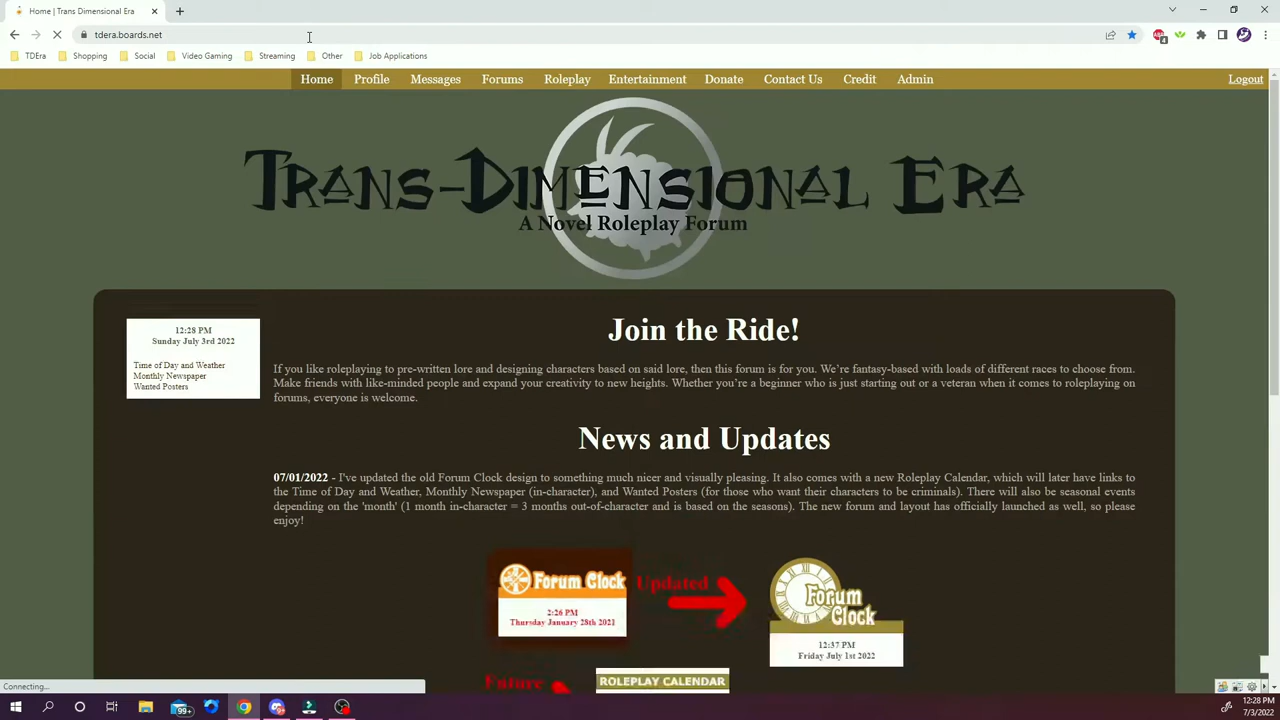 Home | Trans Dimensional Era
tdera.boards.net
TDEra Shopping Social Video Gaming Streaming Other Job Applications
Home Profile Messages Forums Roleplay Entertainment Donate Contact Us Credit Admin Logout
Trans-Dimensional Era
A Novel Roleplay Forum
12:28 PM
Sunday July 3rd 2022
Time of Day and Weather
Monthly Newspaper
Wanted Posters
Join the Ride!
If you like roleplaying to pre-written lore and designing characters based on said lore, then this forum is for you. We're fantasy-based with loads of different races to choose from.
Make friends with like-minded people and expand your creativity to new heights. Whether you're a beginner who is just starting out or a veteran when it comes to roleplaying on
forums, everyone is welcome.
News and Updates
07/01/2022 - I've updated the old Forum Clock design to something much nicer and visually pleasing. It also comes with a new Roleplay Calendar, which will later have links to
the Time of Day and Weather, Monthly Newspaper (in-character), and Wanted Posters (for those who want their characters to be criminals). There will also be seasonal events
depending on the 'month' (1 month in-character = 3 months out-of-character and is based on the seasons). The new forum and layout has officially launched as well, so please
enjoy!
Forum Clock
2:26 PM
Thursday January 28th 2021
Updated
Forum
Clock
12:37 PM
Friday July 1st 2022
Future
ROLEPLAY CALENDAR
Connecting...
99+
12:28 PM
7/3/2022